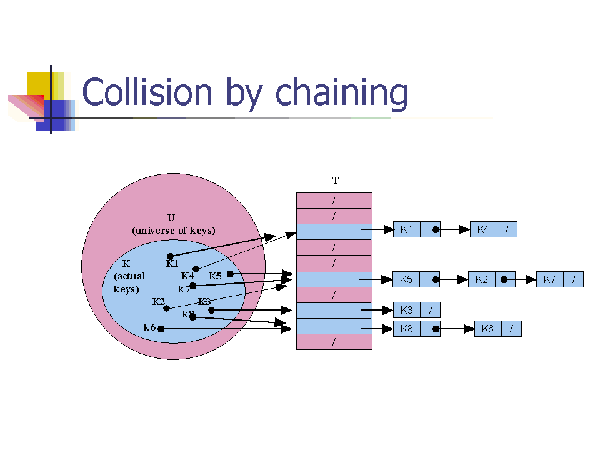 Collision by chaining
T
U
(universe of keys)
K
(actual
keys)
K1
K4
K5
k7
K2
K3
k8
k6
/
/
K1
K4 /
/
/
K5
K2
K7 /
/
K3 /
K8
K6 /
/